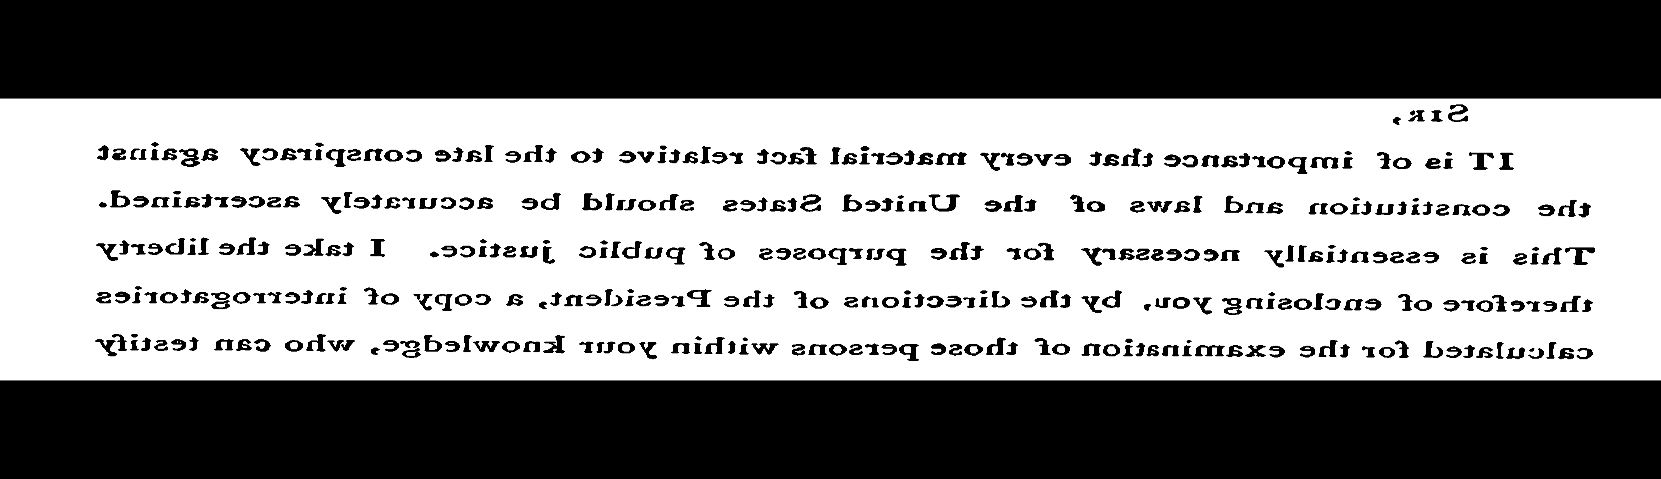 SIR,
IT is of importance that every material fact relative to the late conspiracy against
the constitution and laws of the United States should be accurately ascertained.
This is essentially necessary for the purposes of public justice. I take the liberty
therefore of enclosing you, by the directions of the President, a copy of interrogatories
calculated for the examination of those persons within your knowledge, who can testify